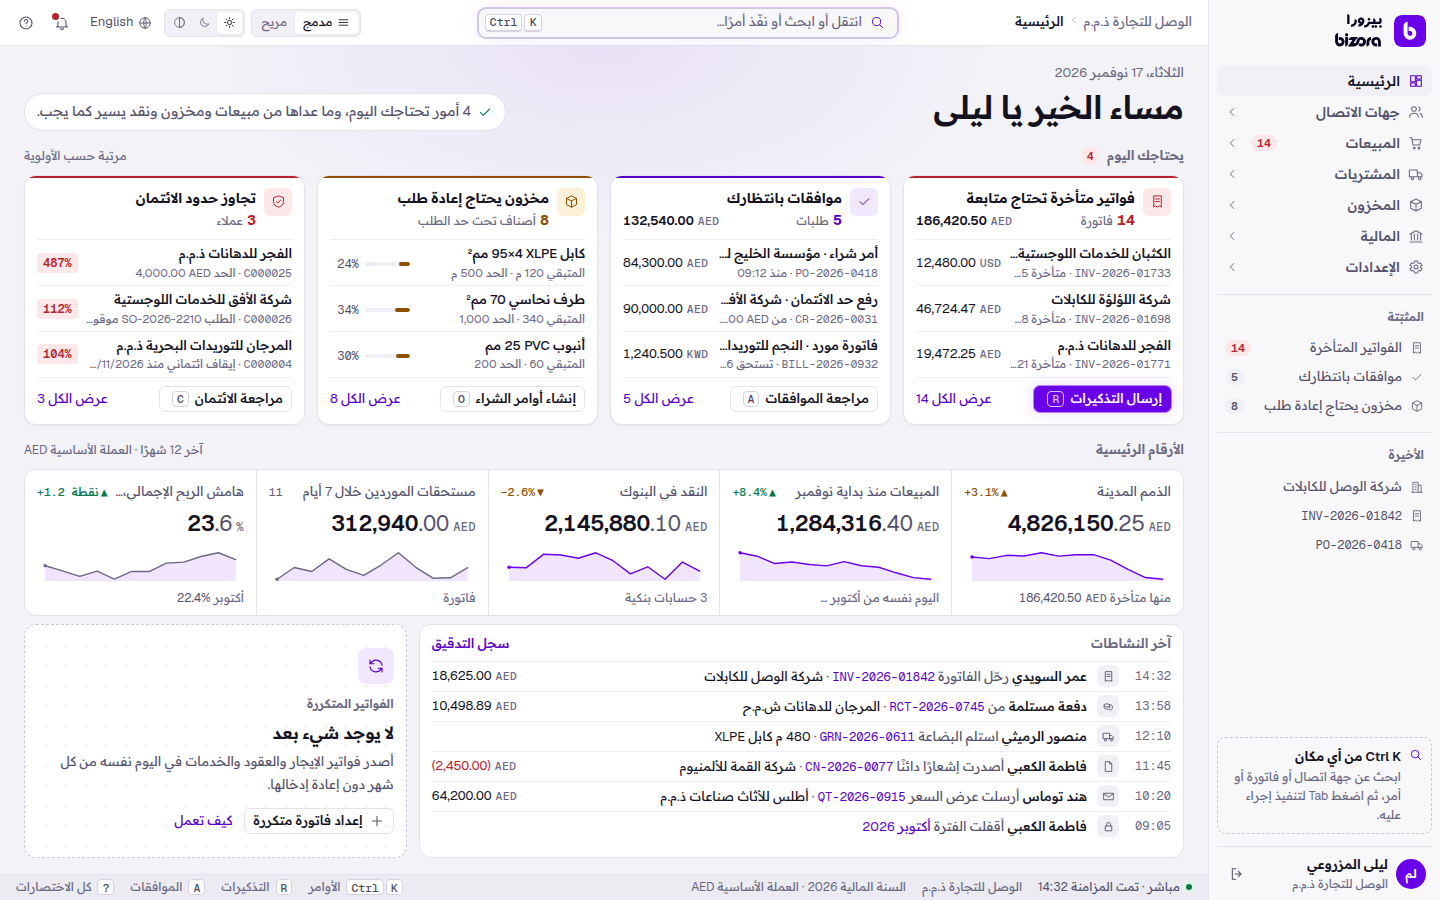 بيزورا
bizora
الرئيسية
جهات الاتصال
المبيعات 14
المشتريات
المخزون
المالية
الإعدادات
المثبّتة
الفواتير المتأخرة 14
موافقات بانتظارك 5
مخزون يحتاج إعادة طلب 8
الأخيرة
شركة الوصل للكابلات
INV-2026-01842
PO-2026-0418
Ctrl K من أي مكان
ابحث عن جهة اتصال أو فاتورة أو
أمر، ثم اضغط Tab لتنفيذ إجراء
عليه.
لم
ليلى المزروعي
الوصل للتجارة ذ.م.م
الوصل للتجارة ذ.م.م
الرئيسية
انتقل أو ابحث أو نفّذ أمرًا...
Ctrl K
مدمج
مريح
English
الثلاثاء، 17 نوفمبر 2026
مساء الخير يا ليلى
4 أمور تحتاجك اليوم، وما عداها من مبيعات ومخزون ونقد يسير كما يجب.
يحتاجك اليوم 4
مرتبة حسب الأولوية
فواتير متأخرة تحتاج متابعة
14 فاتورة
186,420.50 AED
الكثبان للخدمات اللوجستية...
12,480.00 USD
INV-2026-01733 · متأخرة 5...
شركة اللؤلؤة للكابلات
46,724.47 AED
INV-2026-01698 · متأخرة 8...
الفجر للدهانات ذ.م.م
19,472.25 AED
INV-2026-01771 · متأخرة 21...
إرسال التذكيرات R
عرض الكل 14
موافقات بانتظارك
5 طلبات
132,540.00 AED
أمر شراء · مؤسسة الخليج لـ...
84,300.00 AED
PO-2026-0418 · منذ 09:12
رفع حد الائتمان · شركة الأفـ...
90,000.00 AED
CR-2026-0031 · من AED 00....
فاتورة مورد · النجم للتوريدا...
1,240.500 KWD
BILL-2026-0932 · تستحق 6...
مراجعة الموافقات A
عرض الكل 5
مخزون يحتاج إعادة طلب
8 أصناف تحت حد الطلب
كابل XLPE 4×95 مم²
24%
المتبقي 120 م · الحد 500 م
طرف نحاسي 70 مم²
34%
المتبقي 340 · الحد 1,000
أنبوب PVC 25 مم
30%
المتبقي 60 · الحد 200
إنشاء أوامر الشراء O
عرض الكل 8
تجاوز حدود الائتمان
3 عملاء
الفجر للدهانات ذ.م.م
487%
C000025 · الحد 4,000.00 AED
شركة الأفق للخدمات اللوجستية
112%
C000026 · الطلب SO-2026-2210 موقو...
المرجان للتوريدات البحرية ذ.م.م
104%
C000004 · إيقاف ائتماني منذ 11/2026/...
مراجعة الائتمان C
عرض الكل 3
الأرقام الرئيسية
آخر 12 شهرًا · العملة الأساسية AED
الذمم المدينة
+3.1%▲
4,826,150.25 AED
منها متأخرة 186,420.50 AED
المبيعات منذ بداية نوفمبر
+8.4%▲
1,284,316.40 AED
اليوم نفسه من أكتوبر ...
النقد في البنوك
−2.6%▼
2,145,880.10 AED
3 حسابات بنكية
مستحقات الموردين خلال 7 أيام
11
312,940.00 AED
فاتورة
هامش الربح الإجمالي،...
+1.2 نقطة▲
23.6 %
أكتوبر 22.4%
آخر النشاطات
سجل التدقيق
14:32 عمر السويدي رحّل الفاتورة INV-2026-01842 · شركة الوصل للكابلات 18,625.00 AED
13:58 دفعة مستلمة من RCT-2026-0745 · المرجان للدهانات ش.م.ح 10,498.89 AED
12:10 منصور الرميثي استلم البضاعة GRN-2026-0611 · 480 م كابل XLPE
11:45 فاطمة الكعبي أصدرت إشعارًا دائنًا CN-2026-0077 · شركة القمة للألمنيوم (2,450.00) AED
10:20 هند توماس أرسلت عرض السعر QT-2026-0915 · أطلس للأثاث صناعات ذ.م.م 64,200.00 AED
09:05 فاطمة الكعبي أقفلت الفترة أكتوبر 2026
الفواتير المتكررة
لا يوجد شيء بعد
أصدر فواتير الإيجار والعقود والخدمات في اليوم نفسه من كل
شهر دون إعادة إدخالها.
إعداد فاتورة متكررة
كيف تعمل
مباشر · تمت المزامنة 14:32
الوصل للتجارة ذ.م.م
السنة المالية 2026 · العملة الأساسية AED
Ctrl K الأوامر
R التذكيرات
A الموافقات
? كل الاختصارات